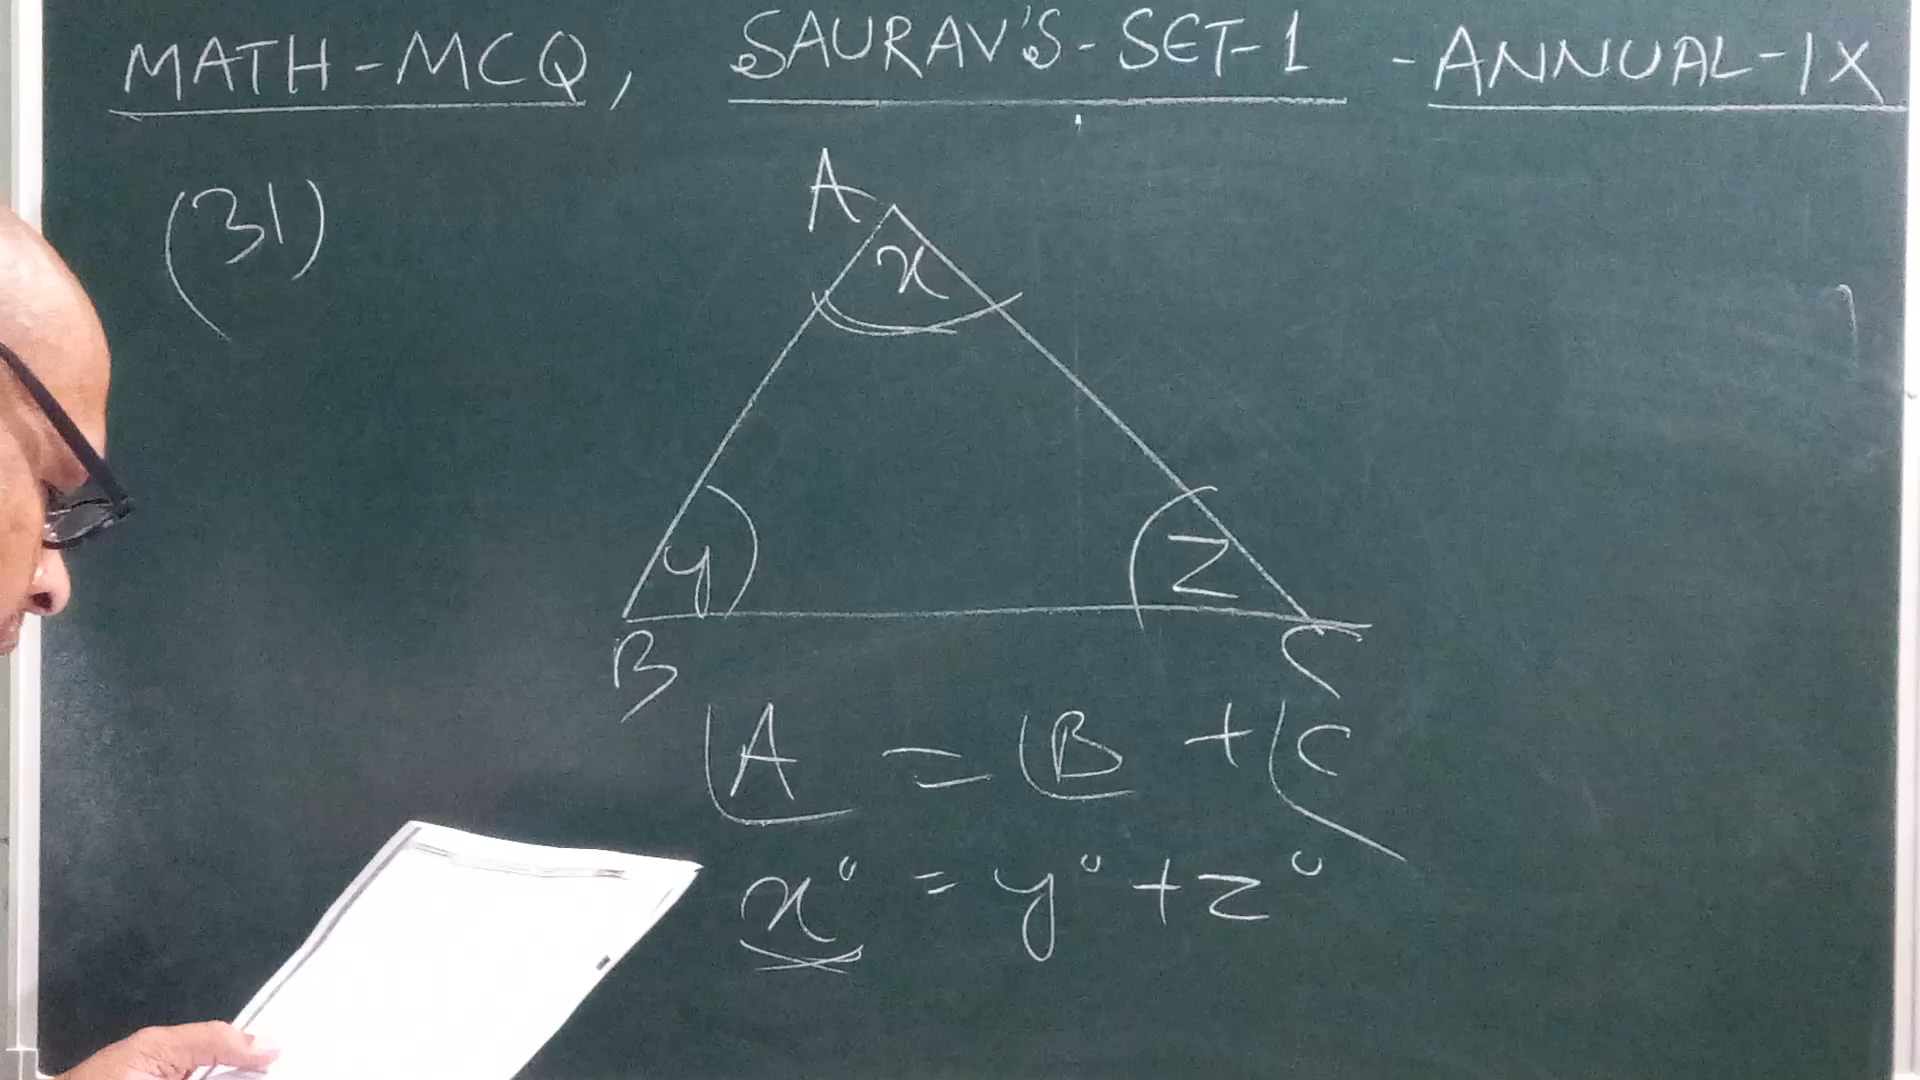 MATH-MCQ, SAURAV'S-SET-1 -ANNUAL-IX
(31)
A
x
y
z
B
C
∠A = ∠B + ∠C
x° = y° + z°